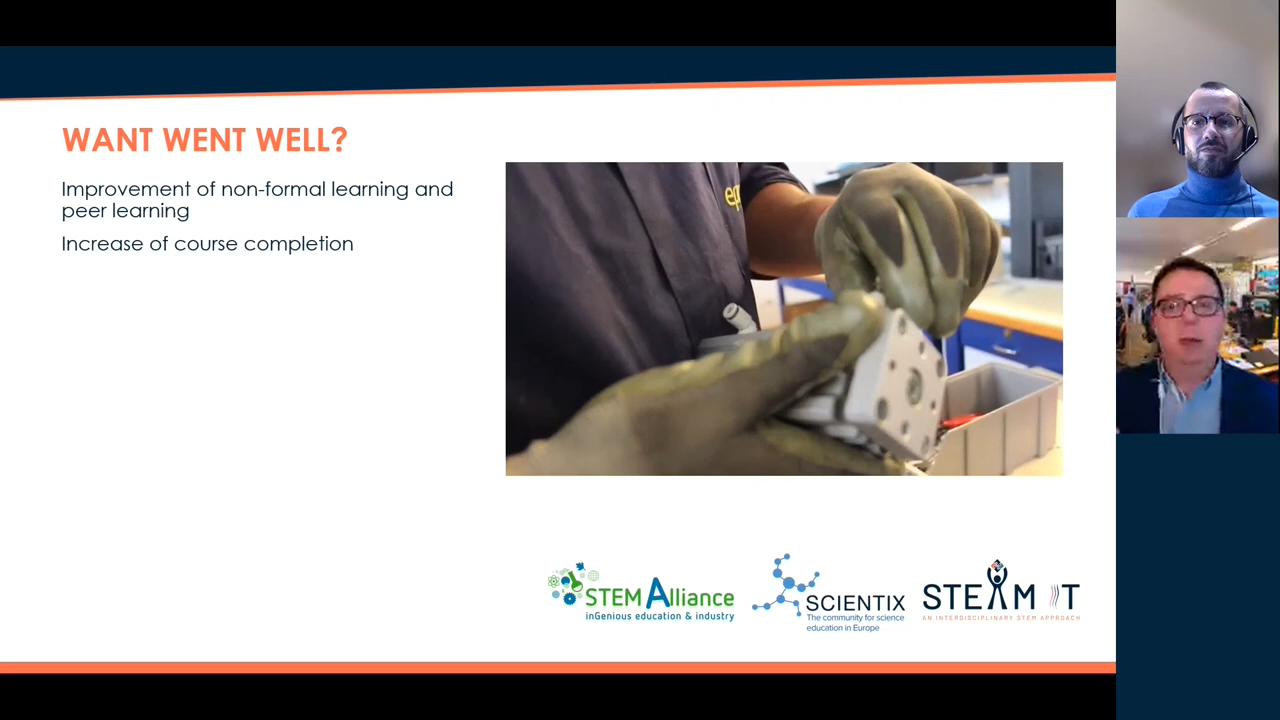 WANT WENT WELL?
Improvement of non-formal learning and
peer learning
Increase of course completion
STEM Alliance
inGenious education & industry
SCIENTIX
The community for science
education in Europe
STEAM IT
AN INTERDISCIPLINARY STEM APPROACH